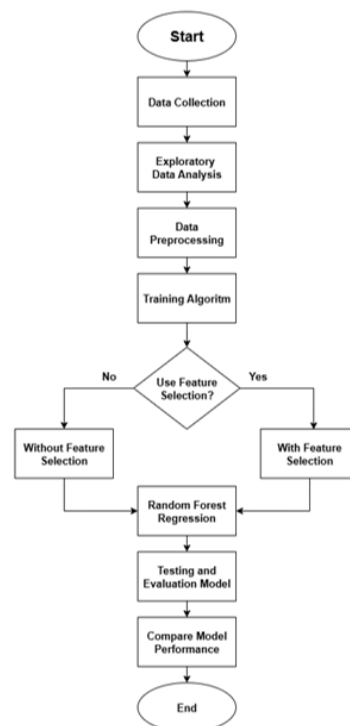 Start
Data Collection
Exploratory
Data Analysis
Data
Preprocessing
Training Algoritm
No
Use Feature
Selection?
Yes
Without Feature
Selection
With Feature
Selection
Random Forest
Regression
Testing and
Evaluation Model
Compare Model
Performance
End